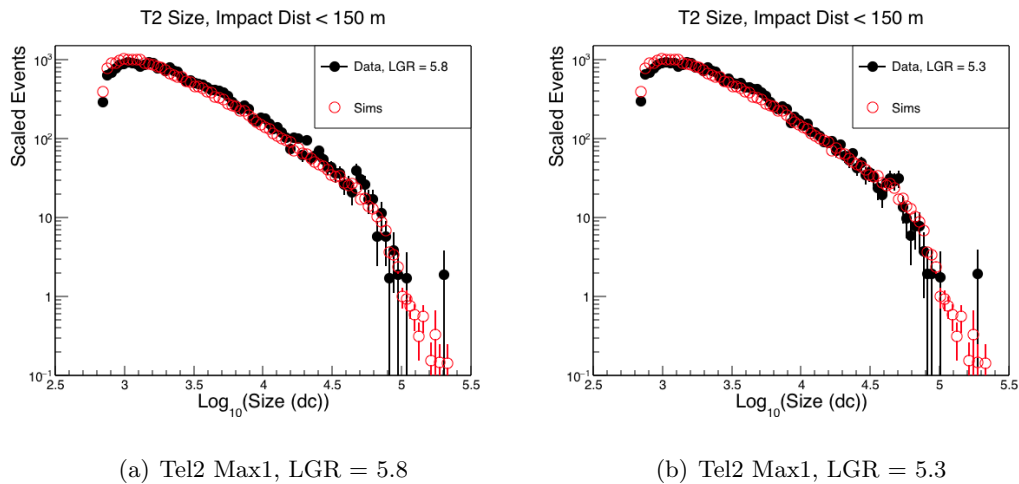 T2 Size, Impact Dist < 150 m
Scaled Events
10³
10²
10
1
10⁻¹
Data, LGR = 5.8
Sims
2.5 3 3.5 4 4.5 5 5.5
Log₁₀(Size (dc))
(a) Tel2 Max1, LGR = 5.8
T2 Size, Impact Dist < 150 m
Scaled Events
10³
10²
10
1
10⁻¹
Data, LGR = 5.3
Sims
2.5 3 3.5 4 4.5 5 5.5
Log₁₀(Size (dc))
(b) Tel2 Max1, LGR = 5.3